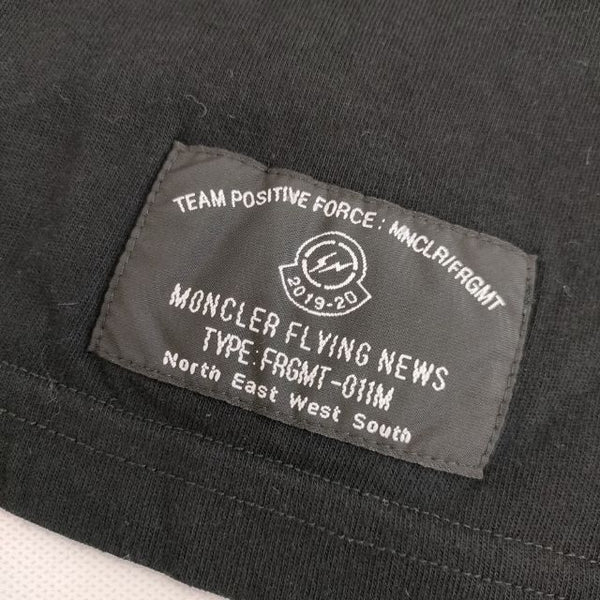 TEAM POSITIVE FORCE: MNCLR/FRGMT
2019-20
MONCLER FLYING NEWS
TYPE:FRGMT-011M
North East West South